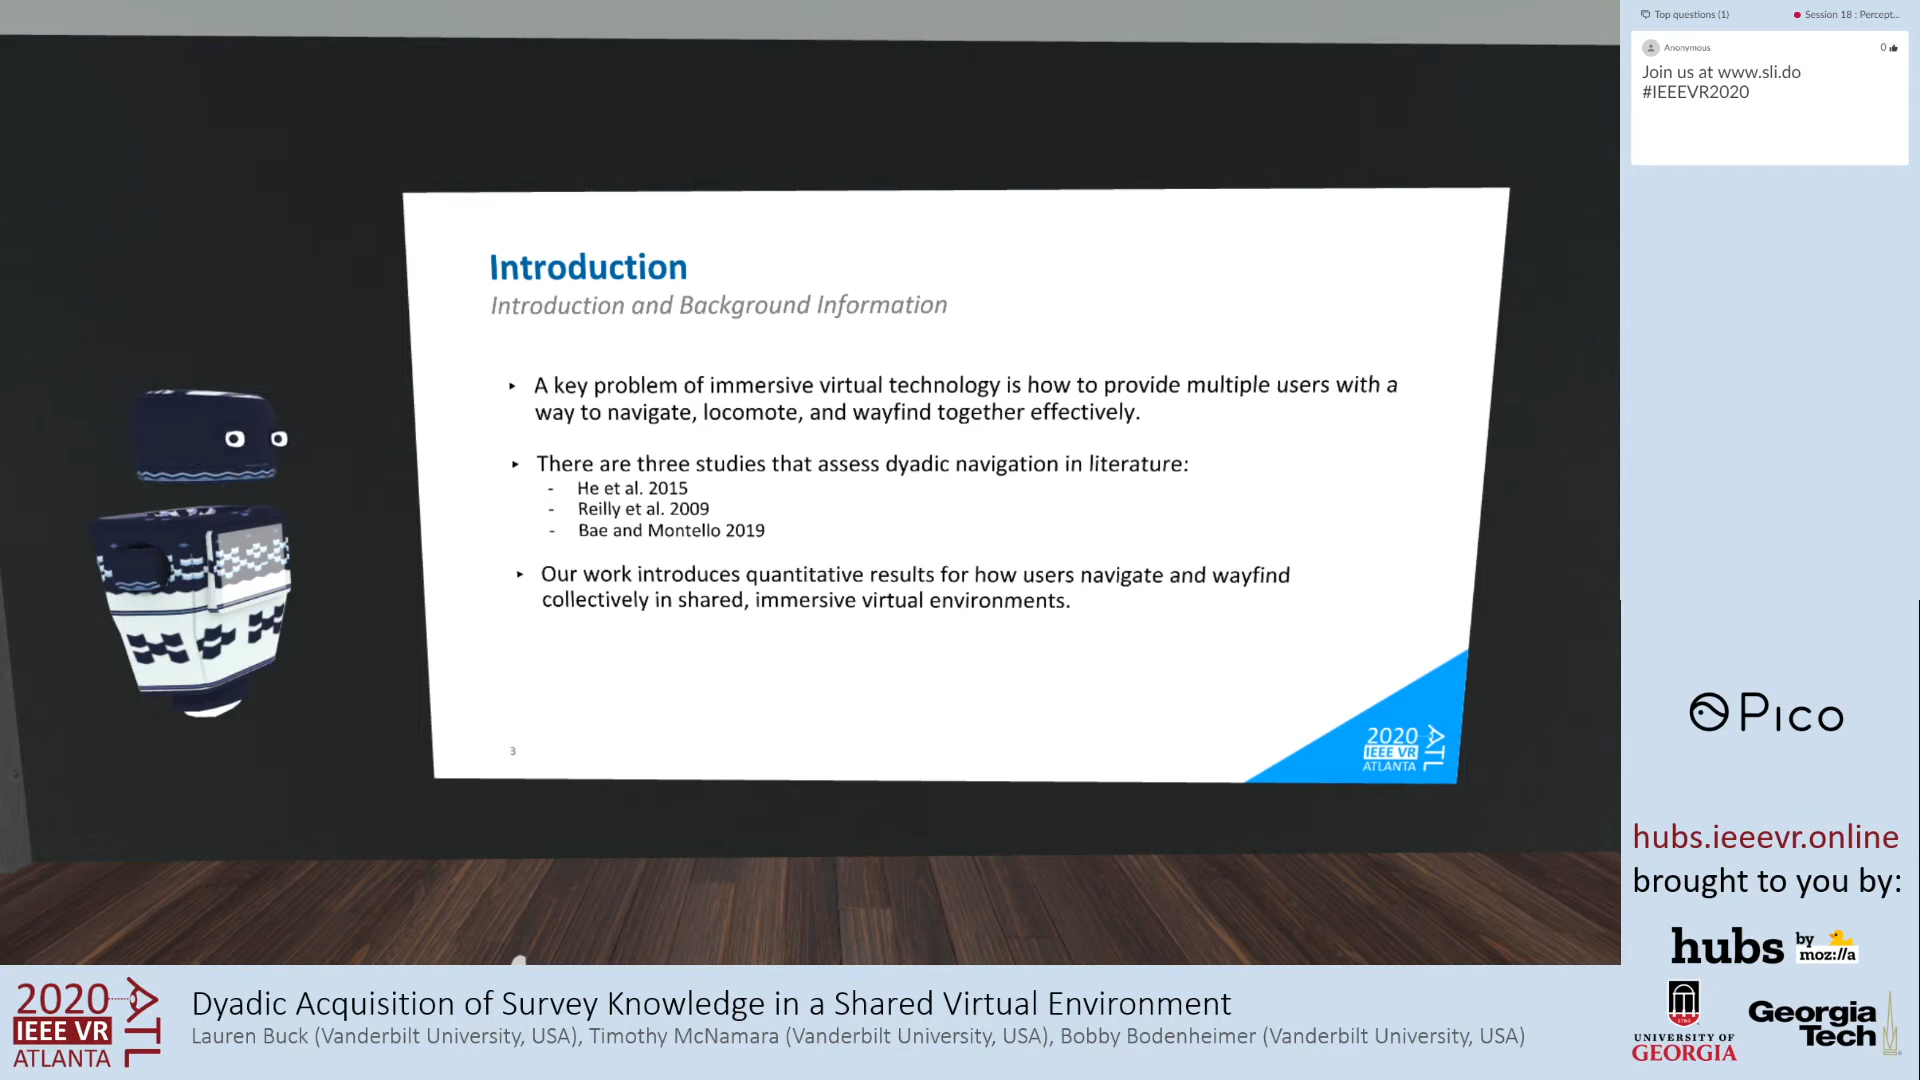 Introduction
Introduction and Background Information
‣ A key problem of immersive virtual technology is how to provide multiple users with a
way to navigate, locomote, and wayfind together effectively.
‣ There are three studies that assess dyadic navigation in literature:
- He et al. 2015
- Reilly et al. 2009
- Bae and Montello 2019
‣ Our work introduces quantitative results for how users navigate and wayfind
collectively in shared, immersive virtual environments.
3
2020
IEEE VR
ATLANTA
ATL
Top questions (1)
Session 18 : Percept...
Anonymous
0
Join us at www.sli.do
#IEEEVR2020
Pico
hubs.ieeevr.online
brought to you by:
hubs
by
moz://a
UNIVERSITY OF
GEORGIA
Georgia
Tech
2020
IEEE VR
ATLANTA
ATL
Dyadic Acquisition of Survey Knowledge in a Shared Virtual Environment
Lauren Buck (Vanderbilt University, USA), Timothy McNamara (Vanderbilt University, USA), Bobby Bodenheimer (Vanderbilt University, USA)